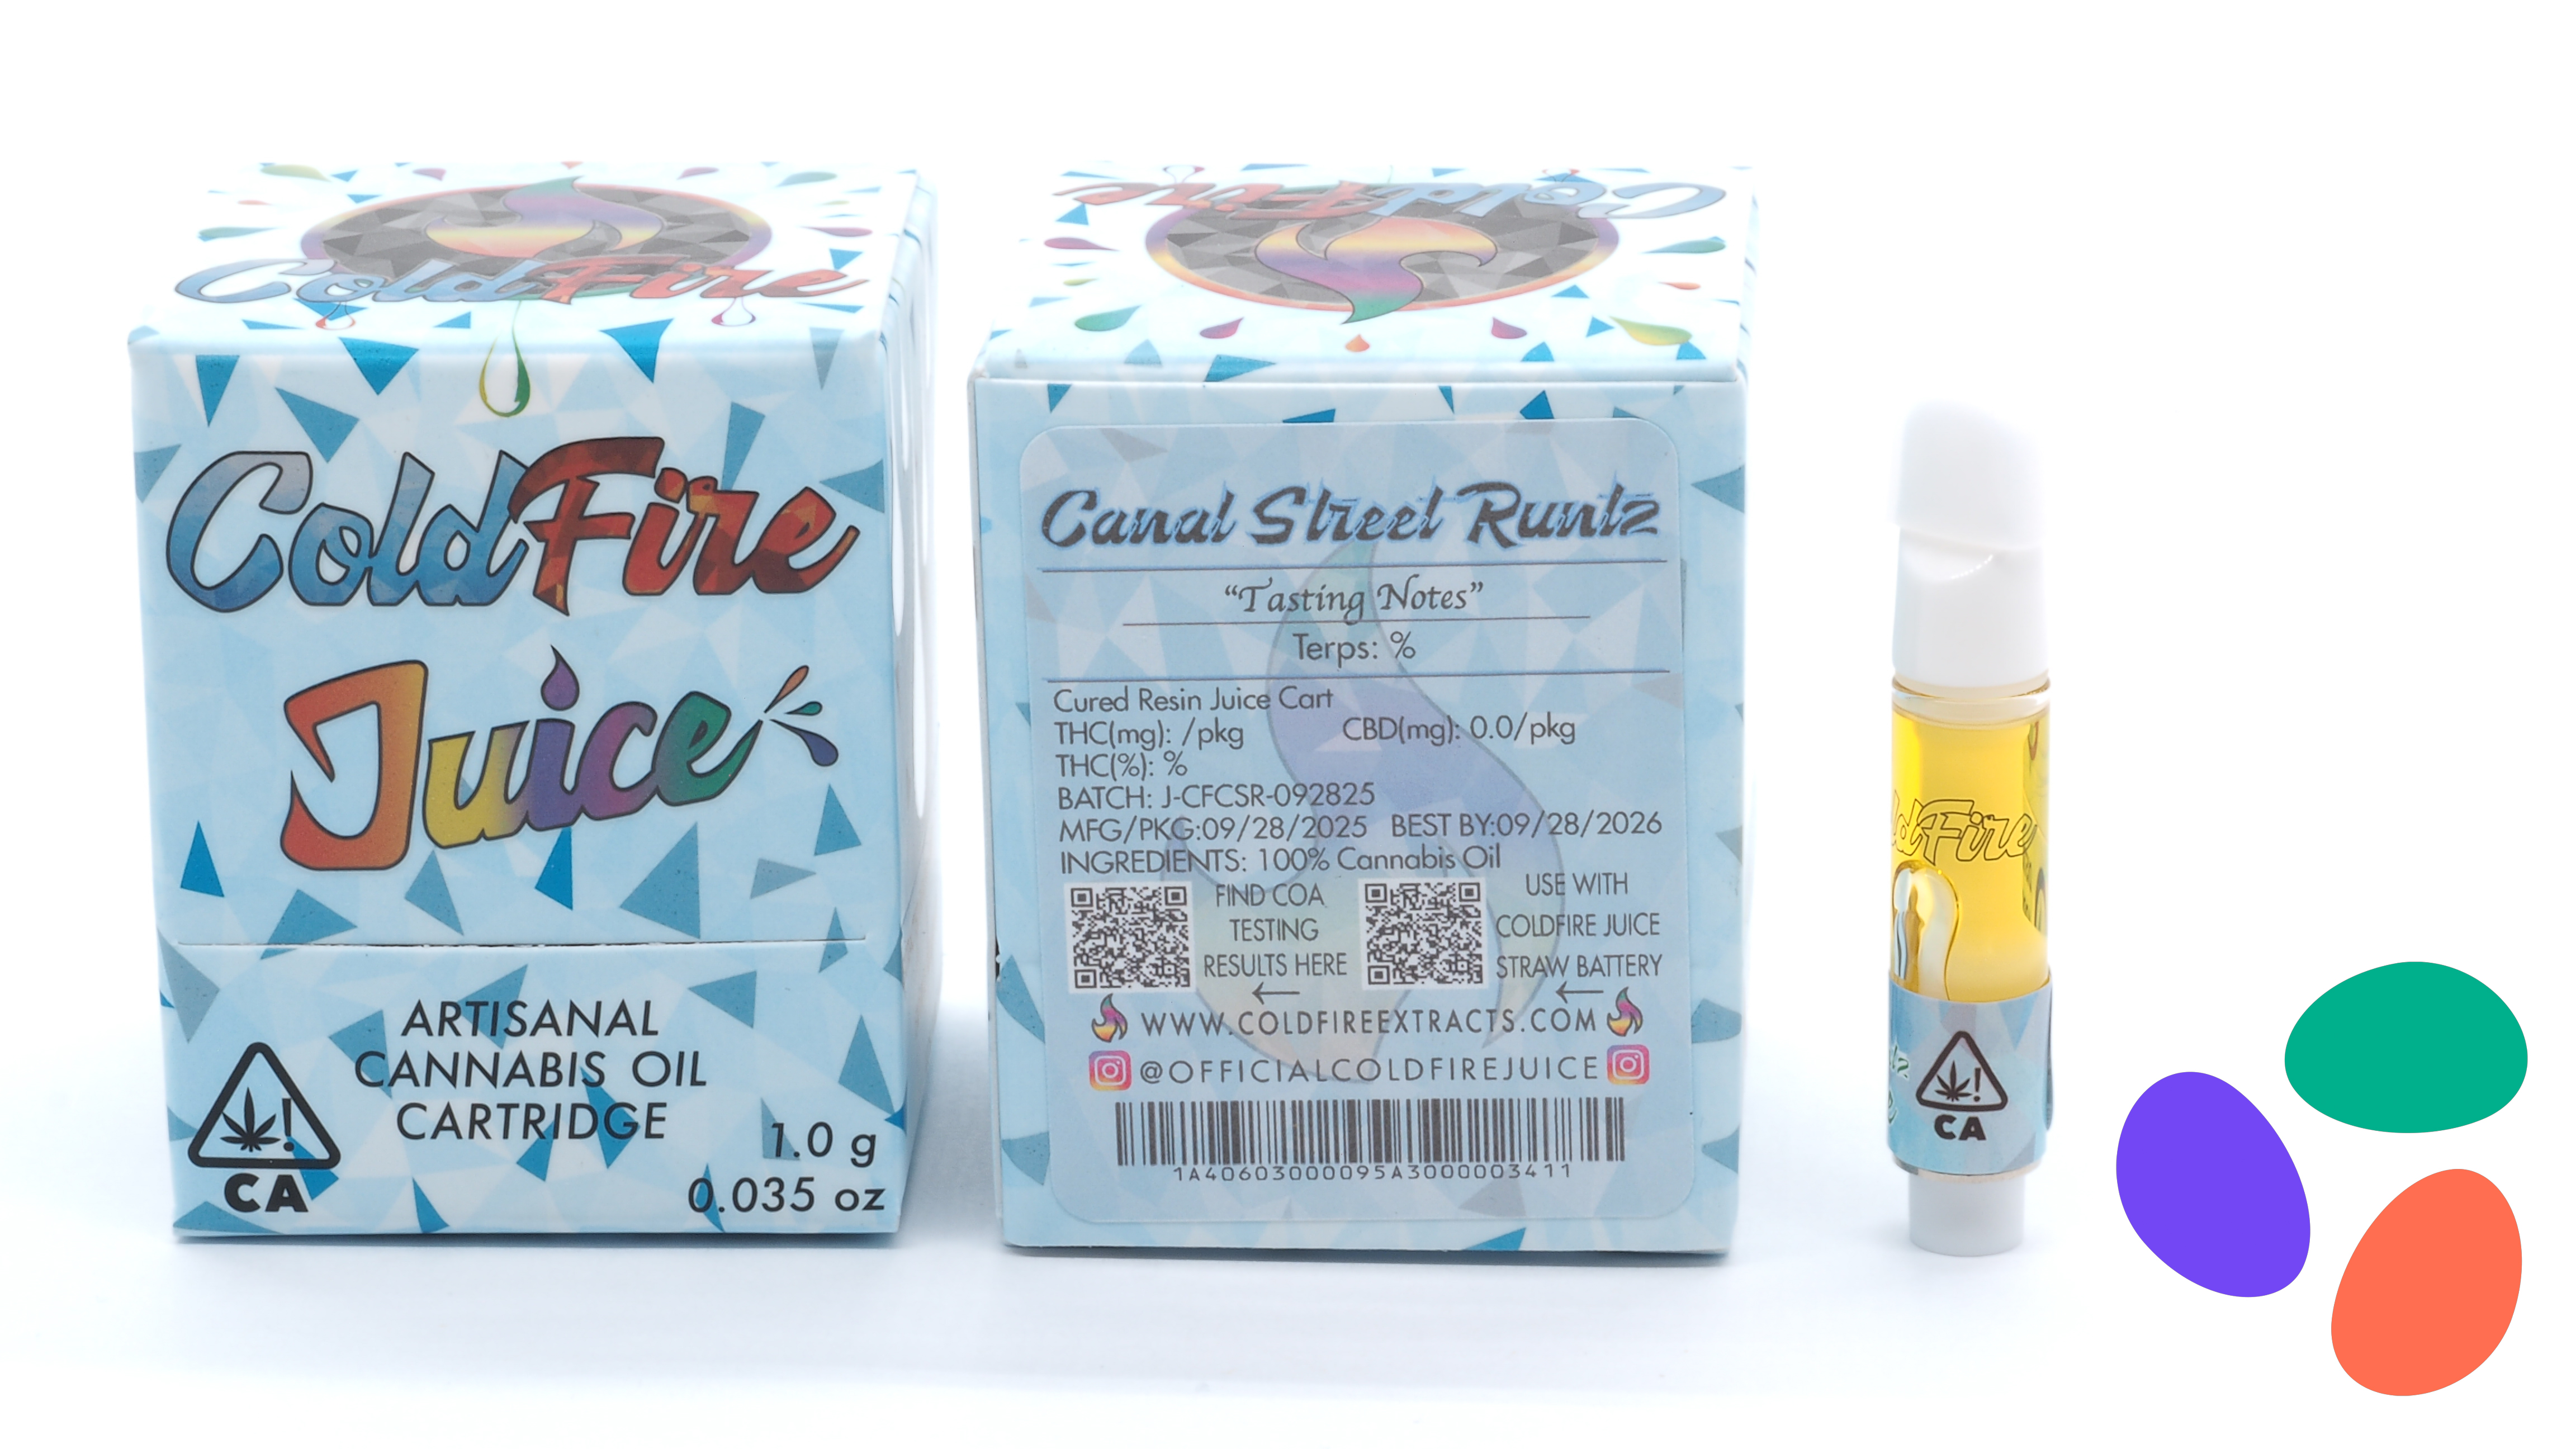 ColdFire
ColdFire
Juice
ARTISANAL
CANNABIS OIL
CARTRIDGE
CA
1.0 g
0.035 oz
ColdFire
Canal Street Runtz
“Tasting Notes”
Terps: %
Cured Resin Juice Cart
THC(mg): /pkg CBD(mg): 0.0/pkg
THC(%): %
BATCH: J-CFCSR-092825
MFG/PKG:09/28/2025 BEST BY:09/28/2026
INGREDIENTS: 100% Cannabis Oil
FIND COA
TESTING
RESULTS HERE
USE WITH
COLDFIRE JUICE
STRAW BATTERY
WWW.COLDFIREEXTRACTS.COM
@OFFICIALCOLDFIREJUICE
1A406030000095A3000003411
ldFire
CA